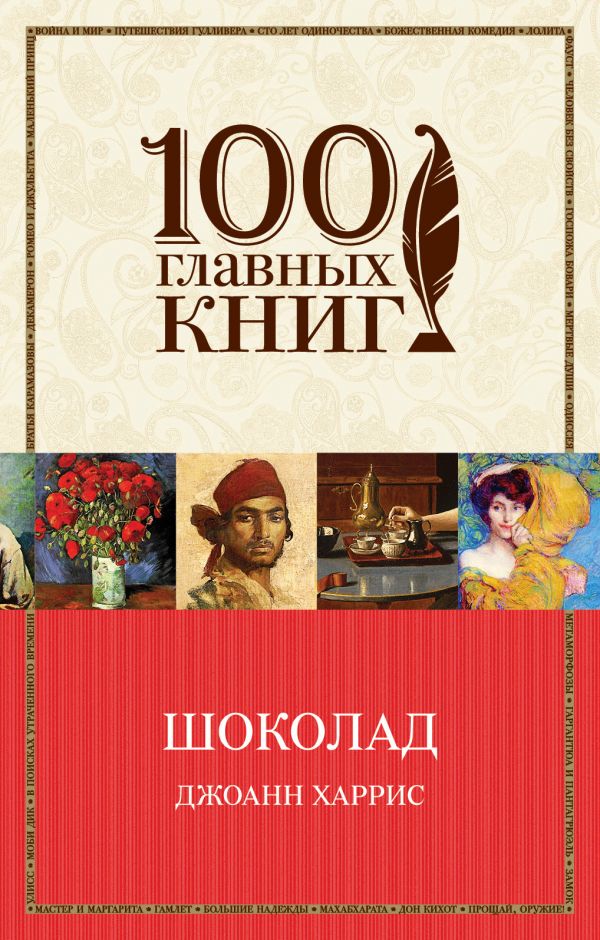 ВОЙНА И МИР • ПУТЕШЕСТВИЯ ГУЛЛИВЕРА • СТО ЛЕТ ОДИНОЧЕСТВА • БОЖЕСТВЕННАЯ КОМЕДИЯ • ЛОЛИТА
ФАУСТ • ЧЕЛОВЕК БЕЗ СВОЙСТВ • ГОСПОЖА БОВАРИ • МЕРТВЫЕ ДУШИ • ОДИССЕЯ
БРАТЬЯ КАРАМАЗОВЫ • ДЕКАМЕРОН • РОМЕО И ДЖУЛЬЕТТА • МАЛЕНЬКИЙ ПРИНЦ
100
ГЛАВНЫХ
КНИГ
ШОКОЛАД
ДЖОАНН ХАРРИС
УЛИСС • МОБИ ДИК • В ПОИСКАХ УТРАЧЕННОГО ВРЕМЕНИ
МЕТАМОРФОЗЫ • ГАРГАНТЮА И ПАНТАГРЮЭЛЬ • ЗАМОК
МАСТЕР И МАРГАРИТА • ГАМЛЕТ • БОЛЬШИЕ НАДЕЖДЫ • МАХАБХАРАТА • ДОН КИХОТ • ПРОЩАЙ, ОРУЖИЕ!